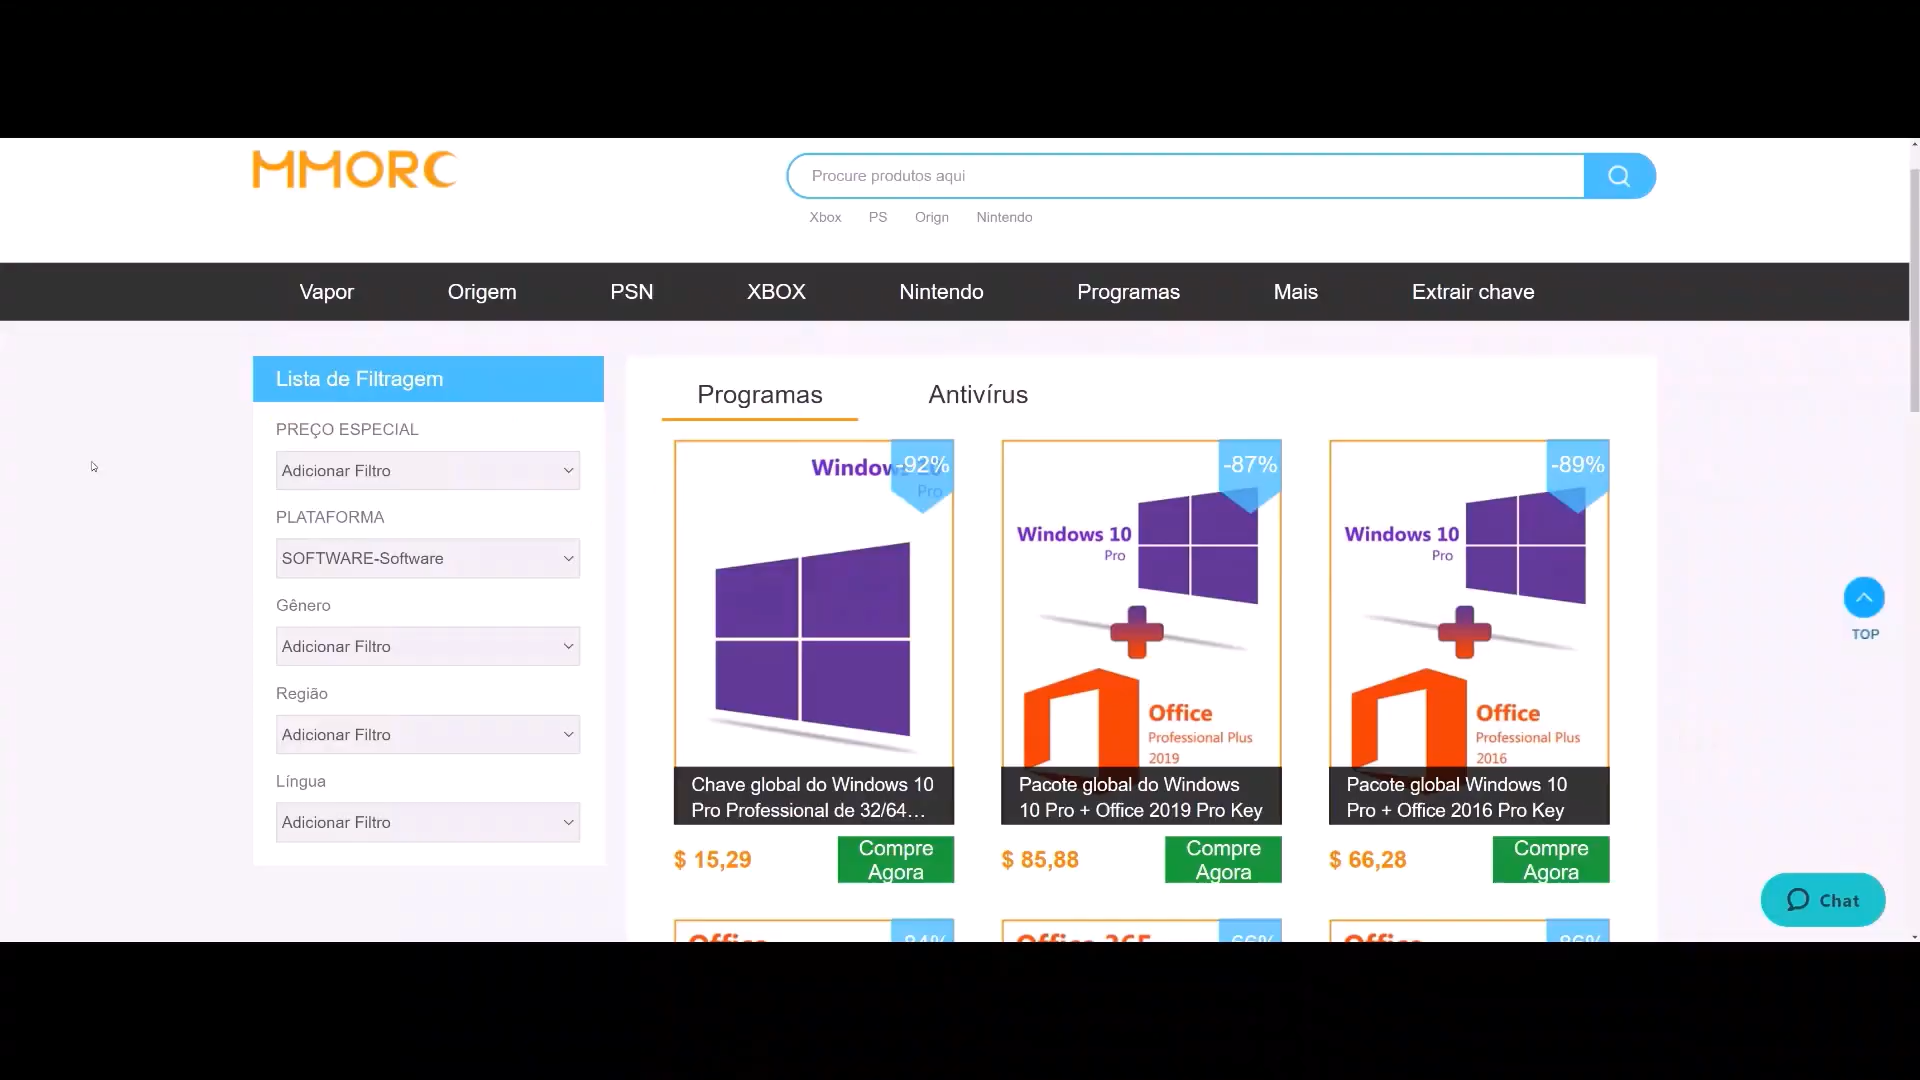 MMORC
Procure produtos aqui
Xbox PS Orign Nintendo
Vapor Origem PSN XBOX Nintendo Programas Mais Extrair chave
Lista de Filtragem
PREÇO ESPECIAL
Adicionar Filtro
PLATAFORMA
SOFTWARE-Software
Gênero
Adicionar Filtro
Região
Adicionar Filtro
Língua
Adicionar Filtro
Programas Antivírus
-92%
Pro
Chave global do Windows 10
Pro Professional de 32/64…
$ 15,29
Compre
Agora
-87%
Windows 10
Pro
Office
Professional Plus
2019
Pacote global do Windows
10 Pro + Office 2019 Pro Key
$ 85,88
Compre
Agora
-89%
Windows 10
Pro
Office
Professional Plus
2016
Pacote global Windows 10
Pro + Office 2016 Pro Key
$ 66,28
Compre
Agora
Office
Office 365
Office
TOP
Chat